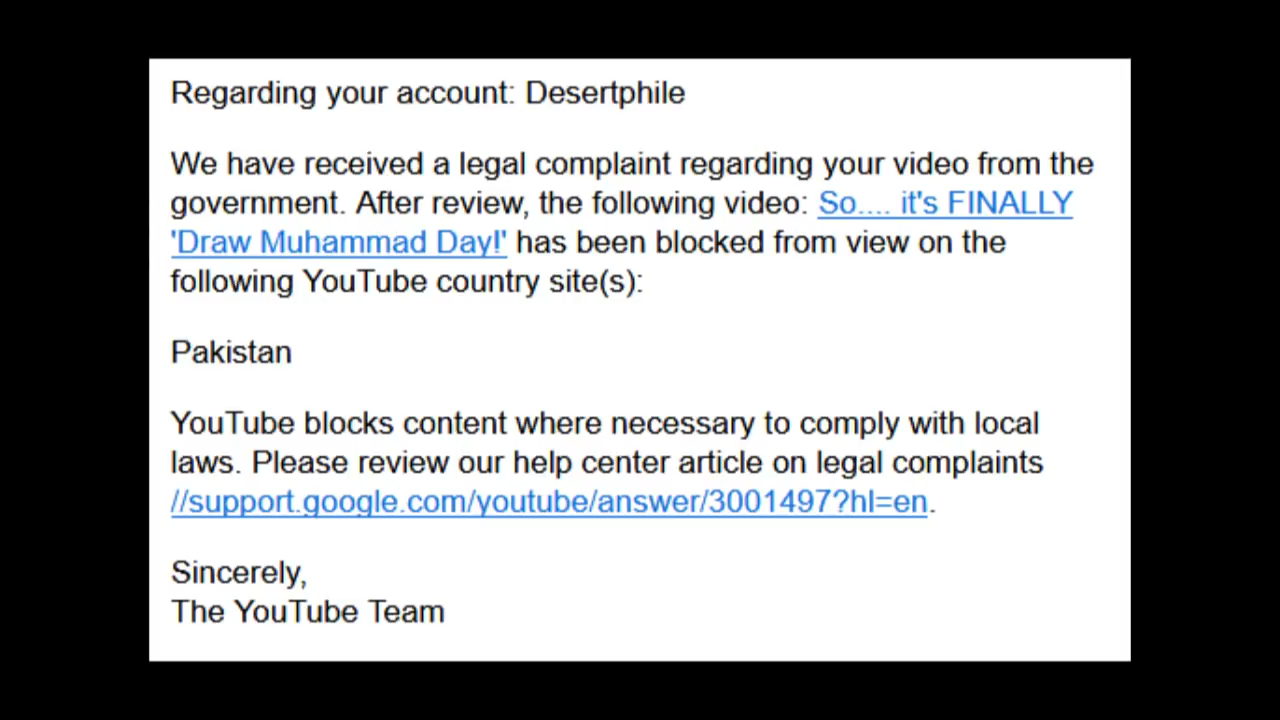 Regarding your account: Desertphile
We have received a legal complaint regarding your video from the
government. After review, the following video: So.... it's FINALLY
'Draw Muhammad Day!' has been blocked from view on the
following YouTube country site(s):
Pakistan
YouTube blocks content where necessary to comply with local
laws. Please review our help center article on legal complaints
//support.google.com/youtube/answer/3001497?hl=en.
Sincerely,
The YouTube Team